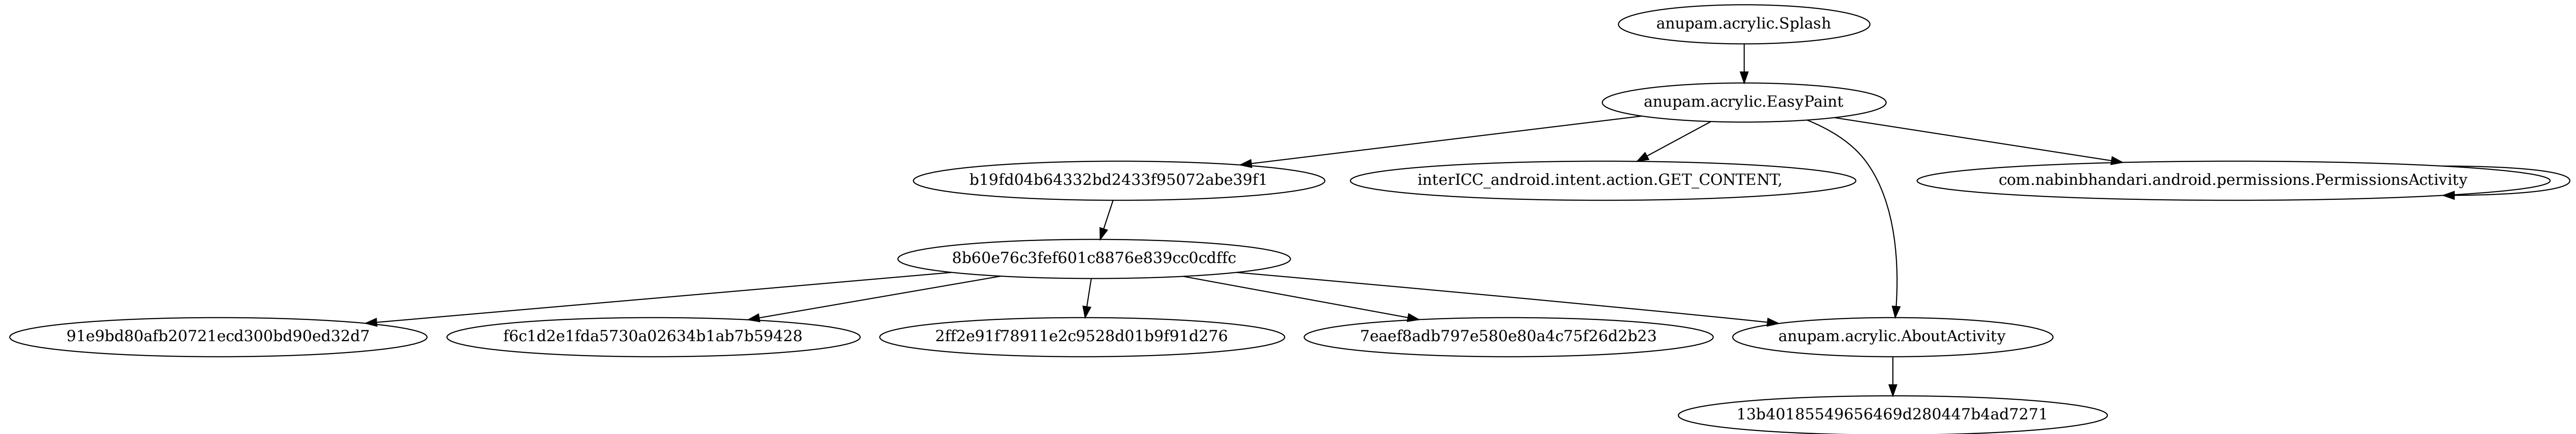 anupam.acrylic.Splash
anupam.acrylic.EasyPaint
b19fd04b64332bd2433f95072abe39f1
interICC_android.intent.action.GET_CONTENT,
com.nabinbhandari.android.permissions.PermissionsActivity
8b60e76c3fef601c8876e839cc0cdffc
91e9bd80afb20721ecd300bd90ed32d7
f6c1d2e1fda5730a02634b1ab7b59428
2ff2e91f78911e2c9528d01b9f91d276
7eaef8adb797e580e80a4c75f26d2b23
anupam.acrylic.AboutActivity
13b40185549656469d280447b4ad7271